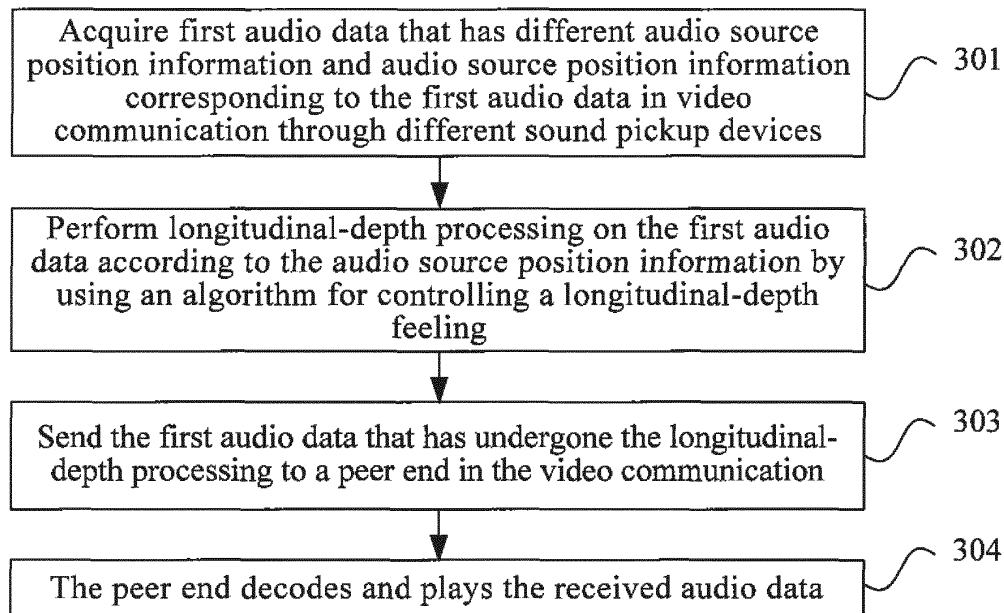 Acquire first audio data that has different audio source
position information and audio source position information
corresponding to the first audio data in video
communication through different sound pickup devices
301
Perform longitudinal-depth processing on the first audio
data according to the audio source position information by
using an algorithm for controlling a longitudinal-depth
feeling
302
Send the first audio data that has undergone the longitudinal-
depth processing to a peer end in the video communication
303
The peer end decodes and plays the received audio data
304